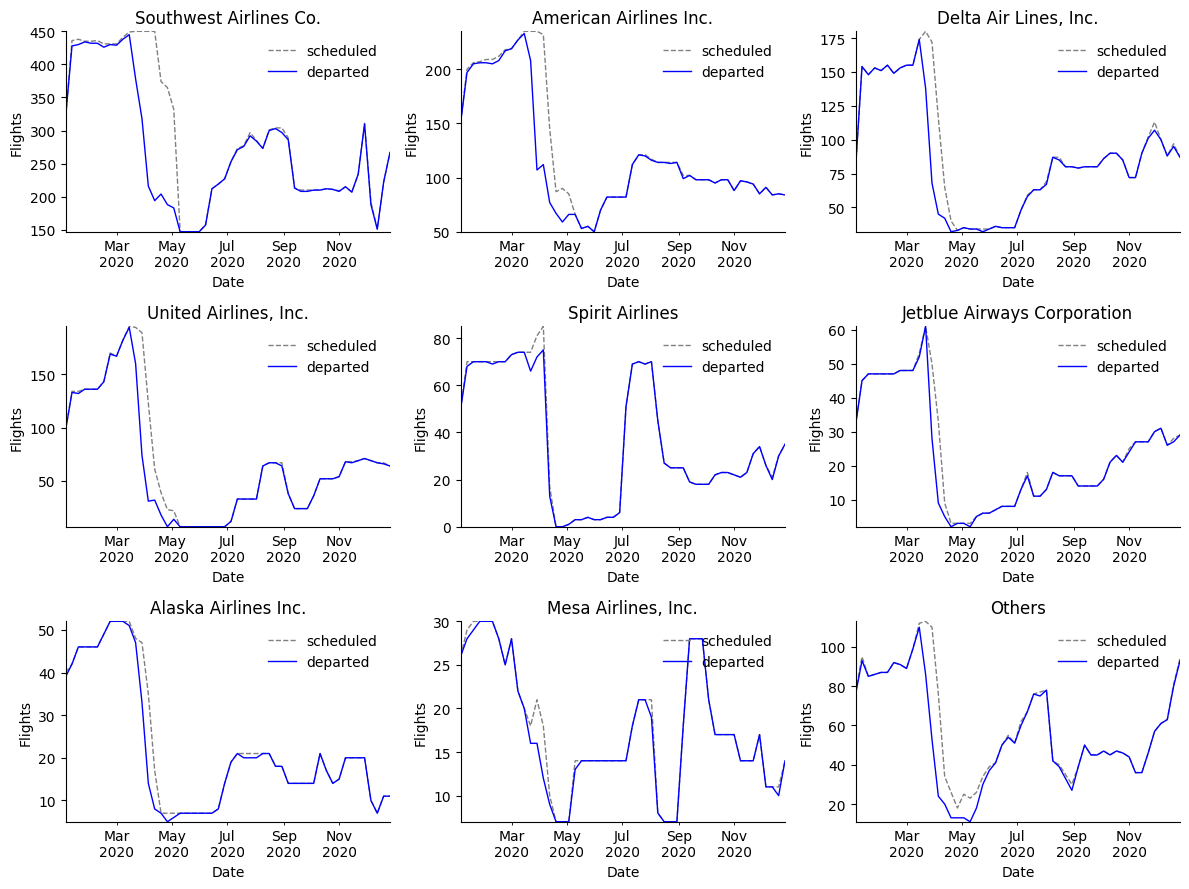 Southwest Airlines Co.
450
400
350
300
250
200
150
Flights
scheduled
departed
Mar
2020
May
2020
Jul
2020
Sep
2020
Nov
2020
Date
American Airlines Inc.
200
150
100
50
Flights
scheduled
departed
Mar
2020
May
2020
Jul
2020
Sep
2020
Nov
2020
Date
Delta Air Lines, Inc.
175
150
125
100
75
50
Flights
scheduled
departed
Mar
2020
May
2020
Jul
2020
Sep
2020
Nov
2020
Date
United Airlines, Inc.
150
100
50
Flights
scheduled
departed
Mar
2020
May
2020
Jul
2020
Sep
2020
Nov
2020
Date
Spirit Airlines
80
60
40
20
0
Flights
scheduled
departed
Mar
2020
May
2020
Jul
2020
Sep
2020
Nov
2020
Date
Jetblue Airways Corporation
60
50
40
30
20
10
Flights
scheduled
departed
Mar
2020
May
2020
Jul
2020
Sep
2020
Nov
2020
Date
Alaska Airlines Inc.
50
40
30
20
10
Flights
scheduled
departed
Mar
2020
May
2020
Jul
2020
Sep
2020
Nov
2020
Date
Mesa Airlines, Inc.
30
25
20
15
10
Flights
scheduled
departed
Mar
2020
May
2020
Jul
2020
Sep
2020
Nov
2020
Date
Others
100
80
60
40
20
Flights
scheduled
departed
Mar
2020
May
2020
Jul
2020
Sep
2020
Nov
2020
Date